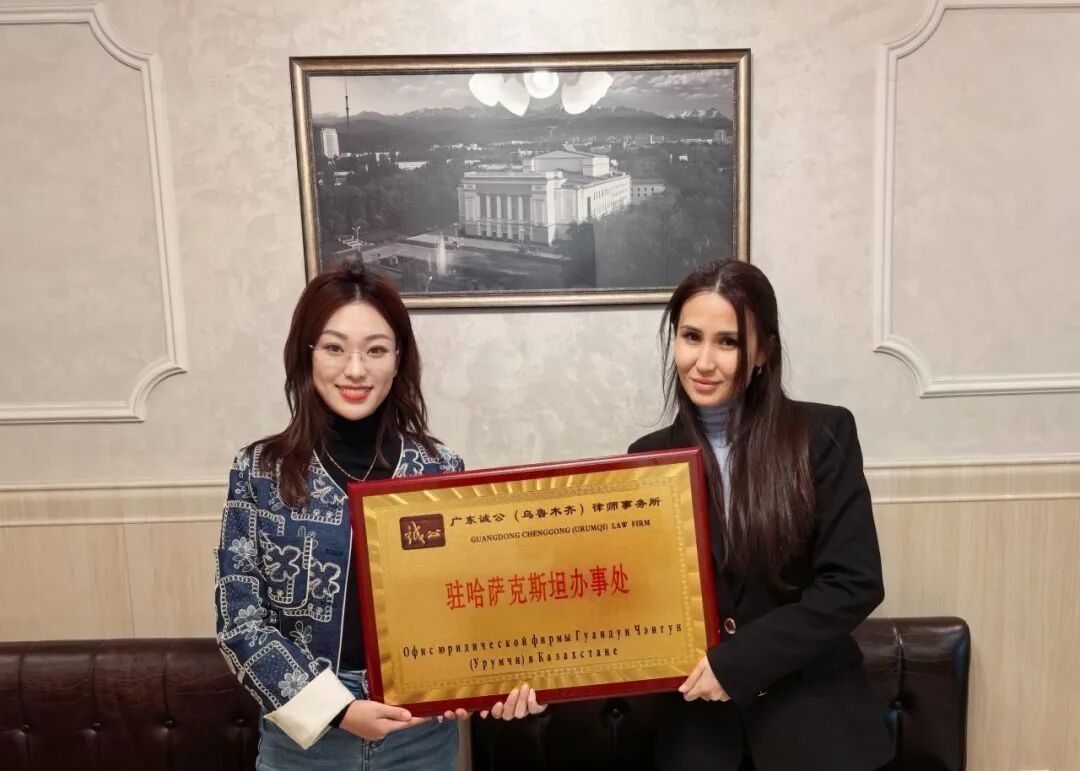 诚公
广东诚公（乌鲁木齐）律师事务所
GUANGDONG CHENGGONG (URUMQI) LAW FIRM
驻哈萨克斯坦办事处
Офис юридической фирмы Гуандун Чэнгун
(Урумчи) в Казахстане